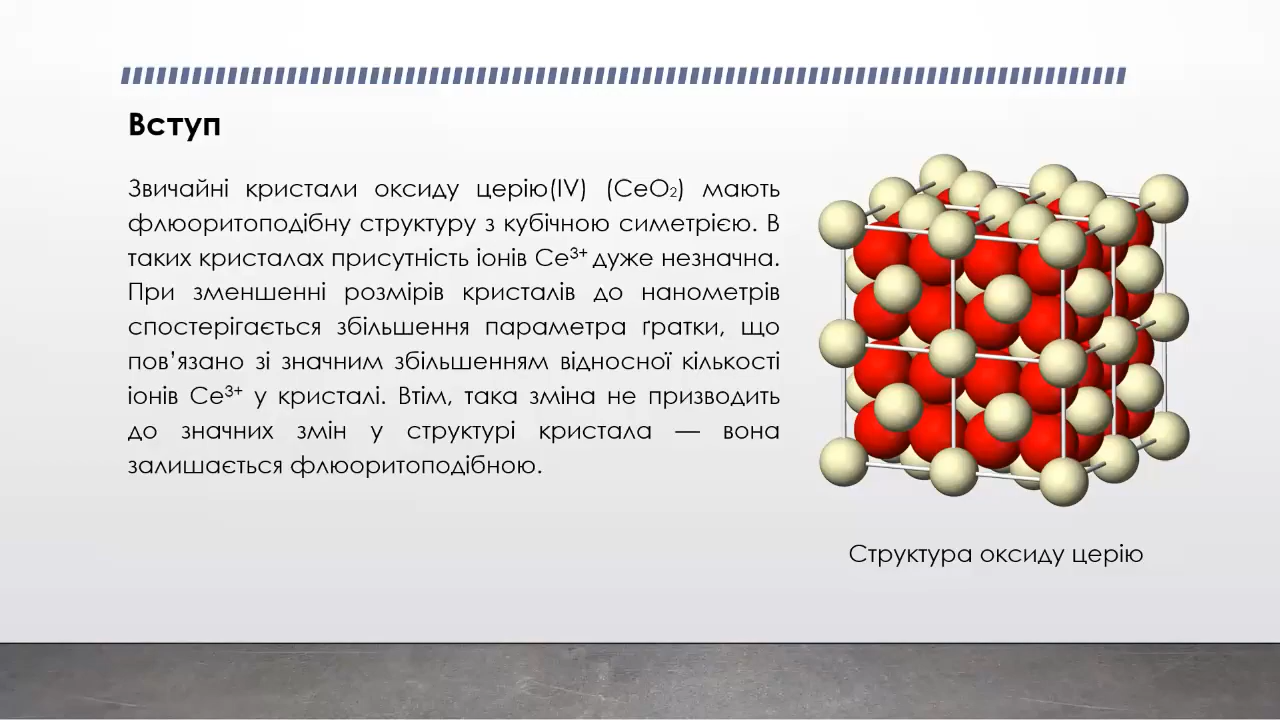 Вступ
Звичайні кристали оксиду церію(IV) (CeO₂) мають
флюоритоподібну структуру з кубічною симетрією. В
таких кристалах присутність іонів Ce³⁺ дуже незначна.
При зменшенні розмірів кристалів до нанометрів
спостерігається збільшення параметра ґратки, що
пов’язано зі значним збільшенням відносної кількості
іонів Ce³⁺ у кристалі. Втім, така зміна не призводить
до значних змін у структурі кристала — вона
залишається флюоритоподібною.
Структура оксиду церію